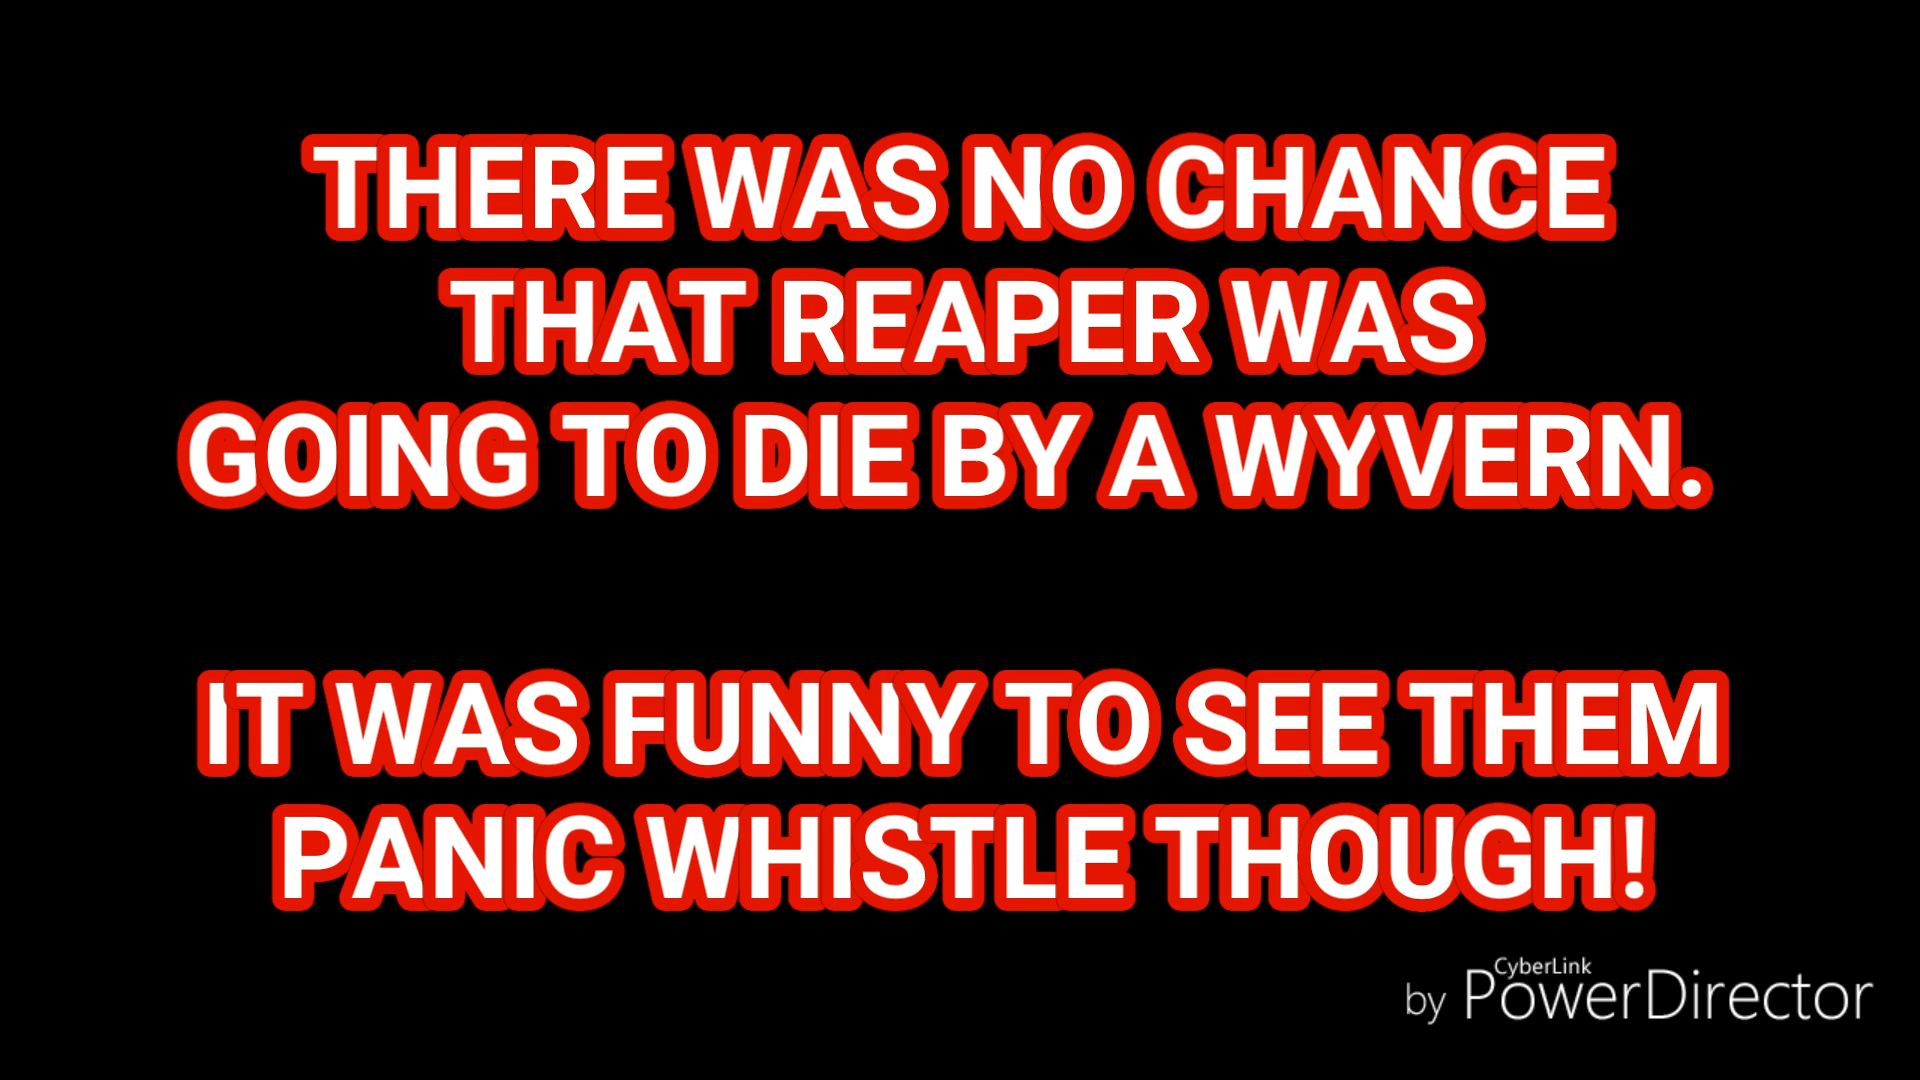 THERE WAS NO CHANCE
THAT REAPER WAS
GOING TO DIE BY A WYVERN.
IT WAS FUNNY TO SEE THEM
PANIC WHISTLE THOUGH!
by CyberLink PowerDirector